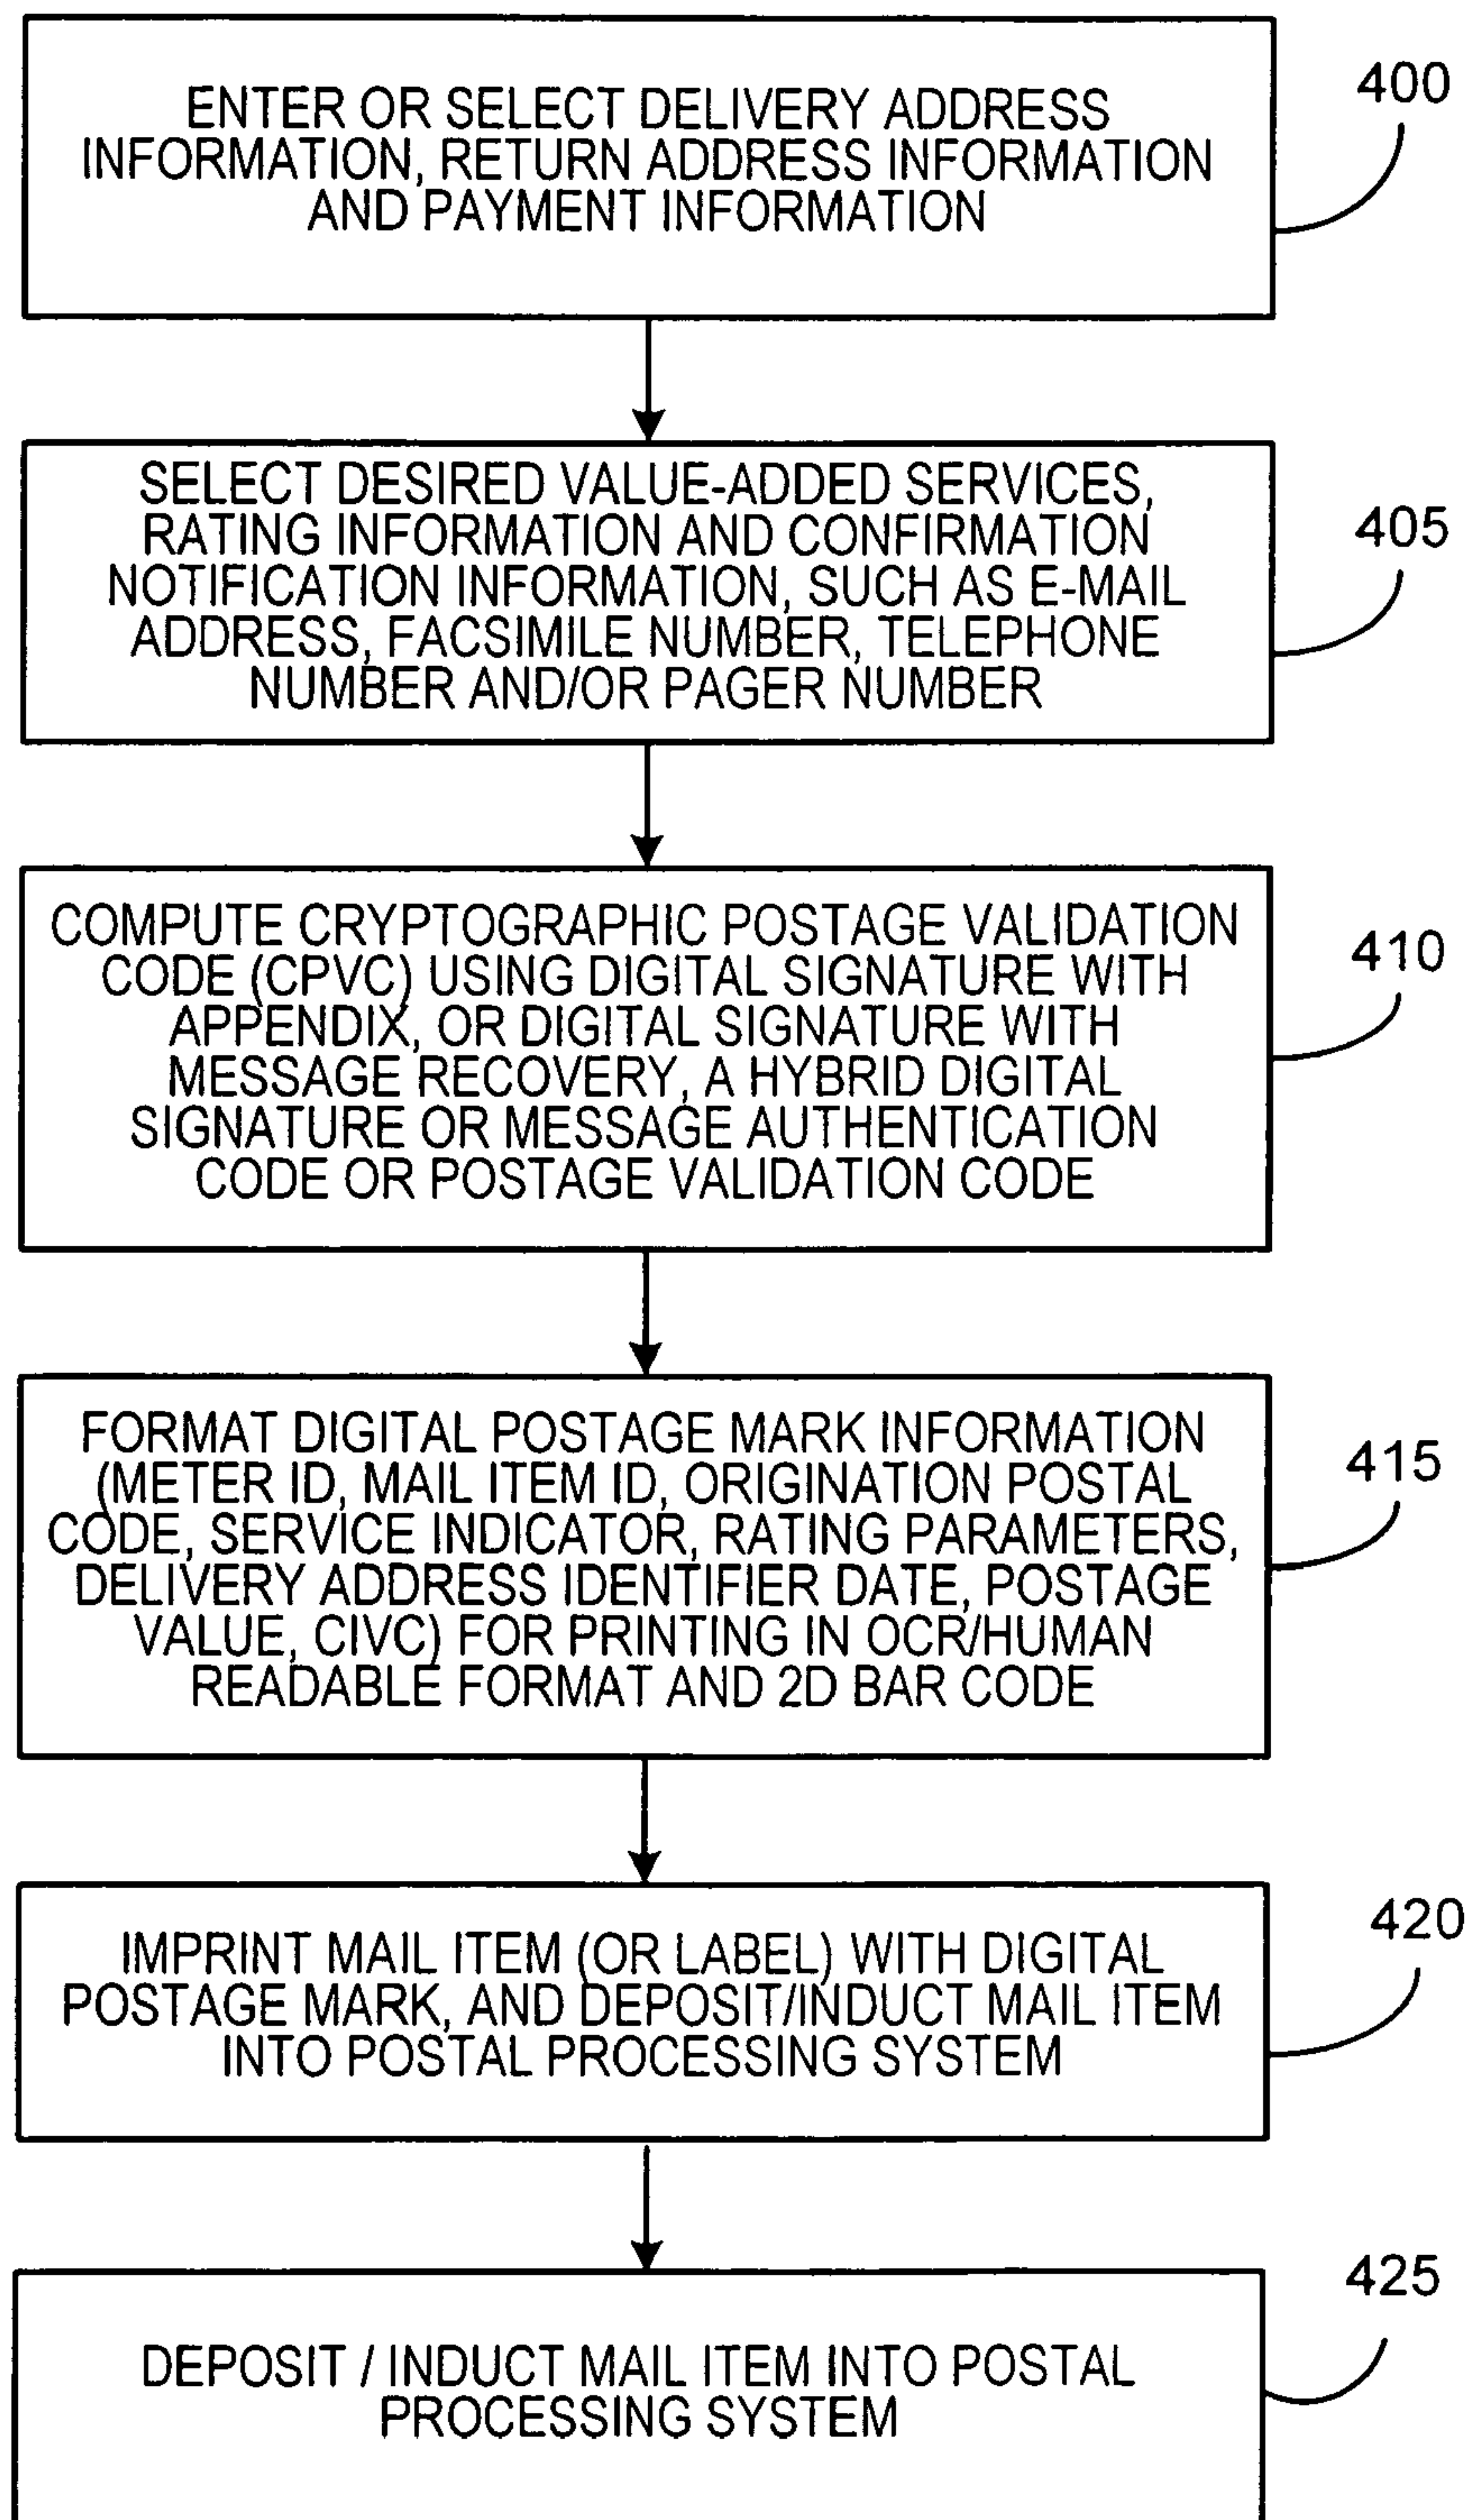 ENTER OR SELECT DELIVERY ADDRESS
INFORMATION, RETURN ADDRESS INFORMATION
AND PAYMENT INFORMATION
400
SELECT DESIRED VALUE-ADDED SERVICES,
RATING INFORMATION AND CONFIRMATION
NOTIFICATION INFORMATION, SUCH AS E-MAIL
ADDRESS, FACSIMILE NUMBER, TELEPHONE
NUMBER AND/OR PAGER NUMBER
405
COMPUTE CRYPTOGRAPHIC POSTAGE VALIDATION
CODE (CPVC) USING DIGITAL SIGNATURE WITH
APPENDIX, OR DIGITAL SIGNATURE WITH
MESSAGE RECOVERY, A HYBRID DIGITAL
SIGNATURE OR MESSAGE AUTHENTICATION
CODE OR POSTAGE VALIDATION CODE
410
FORMAT DIGITAL POSTAGE MARK INFORMATION
(METER ID, MAIL ITEM ID, ORIGINATION POSTAL
CODE, SERVICE INDICATOR, RATING PARAMETERS,
DELIVERY ADDRESS IDENTIFIER DATE, POSTAGE
VALUE, CIVC) FOR PRINTING IN OCR/HUMAN
READABLE FORMAT AND 2D BAR CODE
415
IMPRINT MAIL ITEM (OR LABEL) WITH DIGITAL
POSTAGE MARK, AND DEPOSIT/INDUCT MAIL ITEM
INTO POSTAL PROCESSING SYSTEM
420
DEPOSIT / INDUCT MAIL ITEM INTO POSTAL
PROCESSING SYSTEM
425